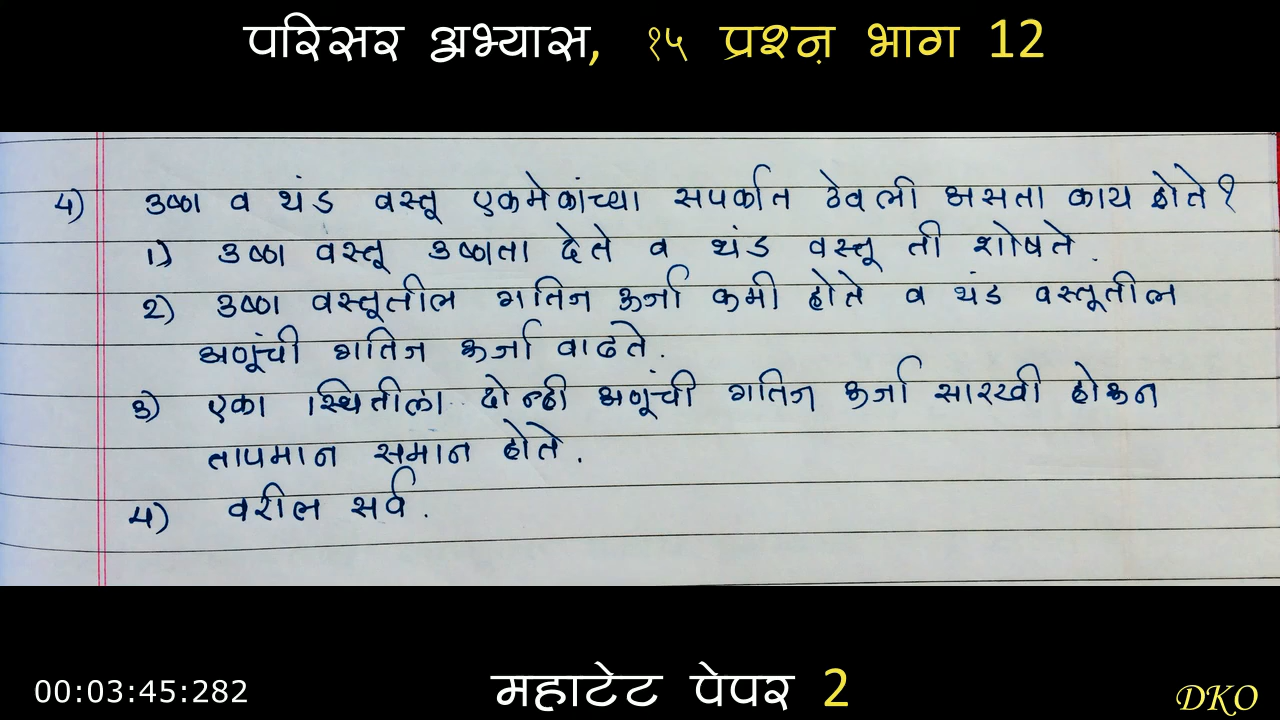 परिसर अभ्यास, १५ प्रश्न भाग 12
4) उष्ण व थंड वस्तू एकमेकांच्या सपर्कात ठेवली असता काय होते?
1) उष्ण वस्तू उष्णता देते व थंड वस्तू ती शोषते.
2) उष्ण वस्तूतील गतिज ऊर्जा कमी होते व थंड वस्तूतील
अणूंची गतिज ऊर्जा वाढते.
3) एका स्थितीला दोन्ही अणूंची गतिज ऊर्जा सारखी होऊन
तापमान समान होते.
4) वरील सर्व.
00:03:45:282
महाटेट पेपर 2
DKO